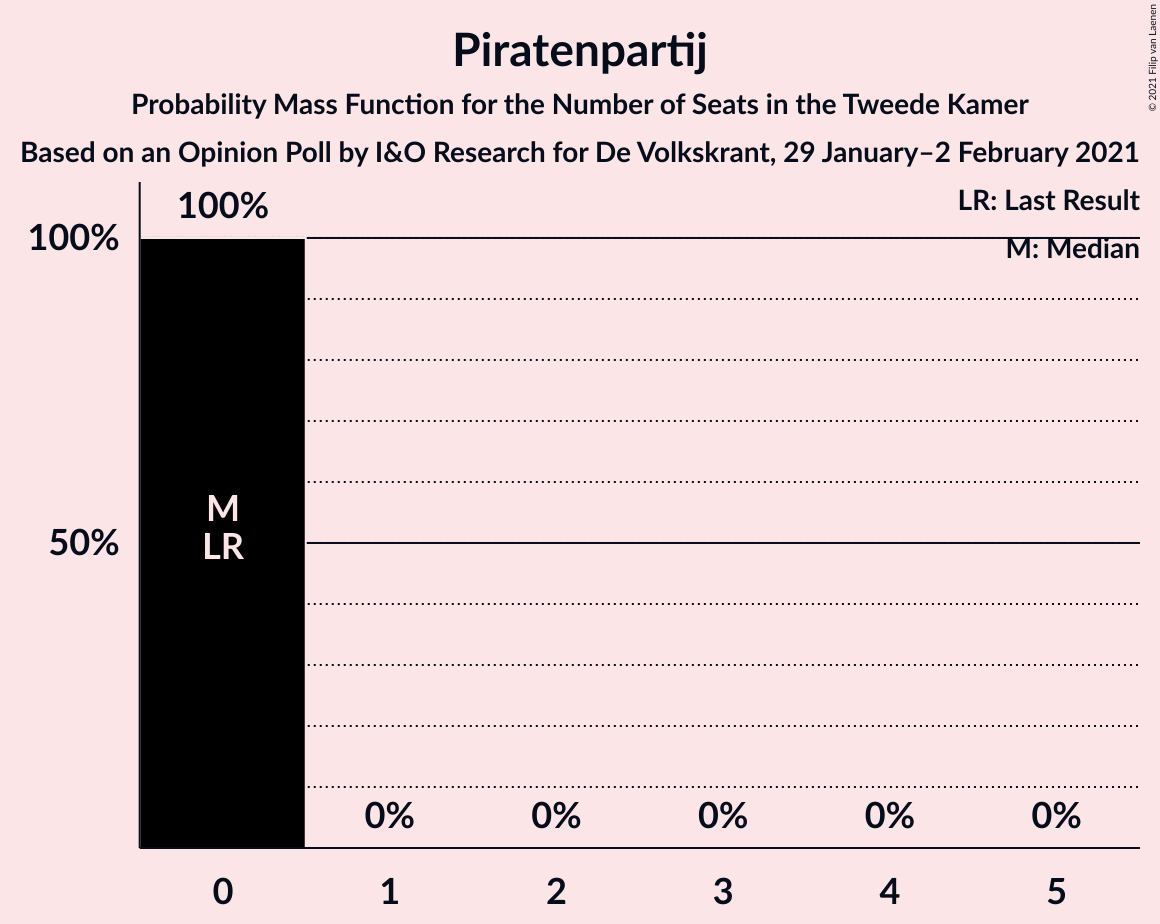 Piratenpartij
Probability Mass Function for the Number of Seats in the Tweede Kamer
Based on an Opinion Poll by I&O Research for De Volkskrant, 29 January–2 February 2021
© 2021 Filip van Laenen
LR: Last Result
M: Median
100%
100%
50%
M
LR
0% 0% 0% 0% 0%
0 1 2 3 4 5